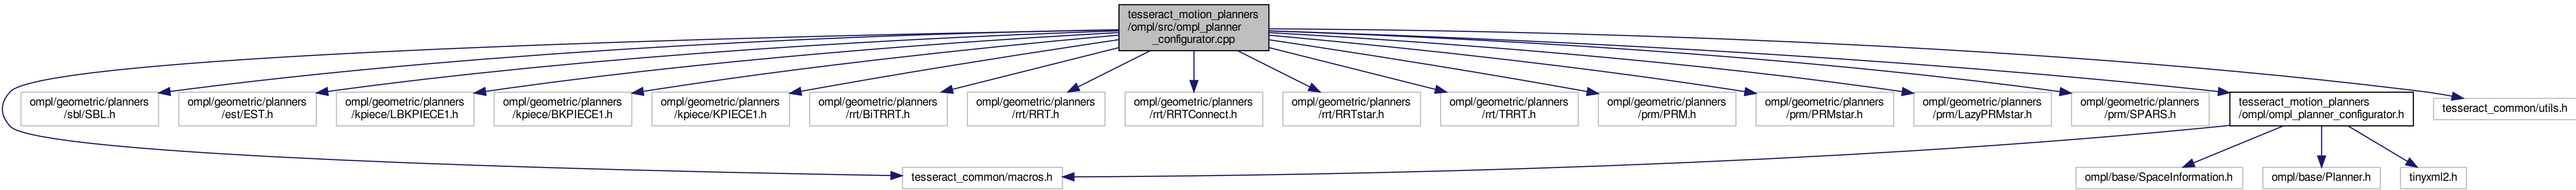 tesseract_motion_planners
/ompl/src/ompl_planner
_configurator.cpp
ompl/geometric/planners
/sbl/SBL.h
ompl/geometric/planners
/est/EST.h
ompl/geometric/planners
/kpiece/LBKPIECE1.h
ompl/geometric/planners
/kpiece/BKPIECE1.h
ompl/geometric/planners
/kpiece/KPIECE1.h
ompl/geometric/planners
/rrt/BiTRRT.h
ompl/geometric/planners
/rrt/RRT.h
ompl/geometric/planners
/rrt/RRTConnect.h
ompl/geometric/planners
/rrt/RRTstar.h
ompl/geometric/planners
/rrt/TRRT.h
ompl/geometric/planners
/prm/PRM.h
ompl/geometric/planners
/prm/PRMstar.h
ompl/geometric/planners
/prm/LazyPRMstar.h
ompl/geometric/planners
/prm/SPARS.h
tesseract_motion_planners
/ompl/ompl_planner_configurator.h
tesseract_common/utils.h
tesseract_common/macros.h
ompl/base/SpaceInformation.h
ompl/base/Planner.h
tinyxml2.h